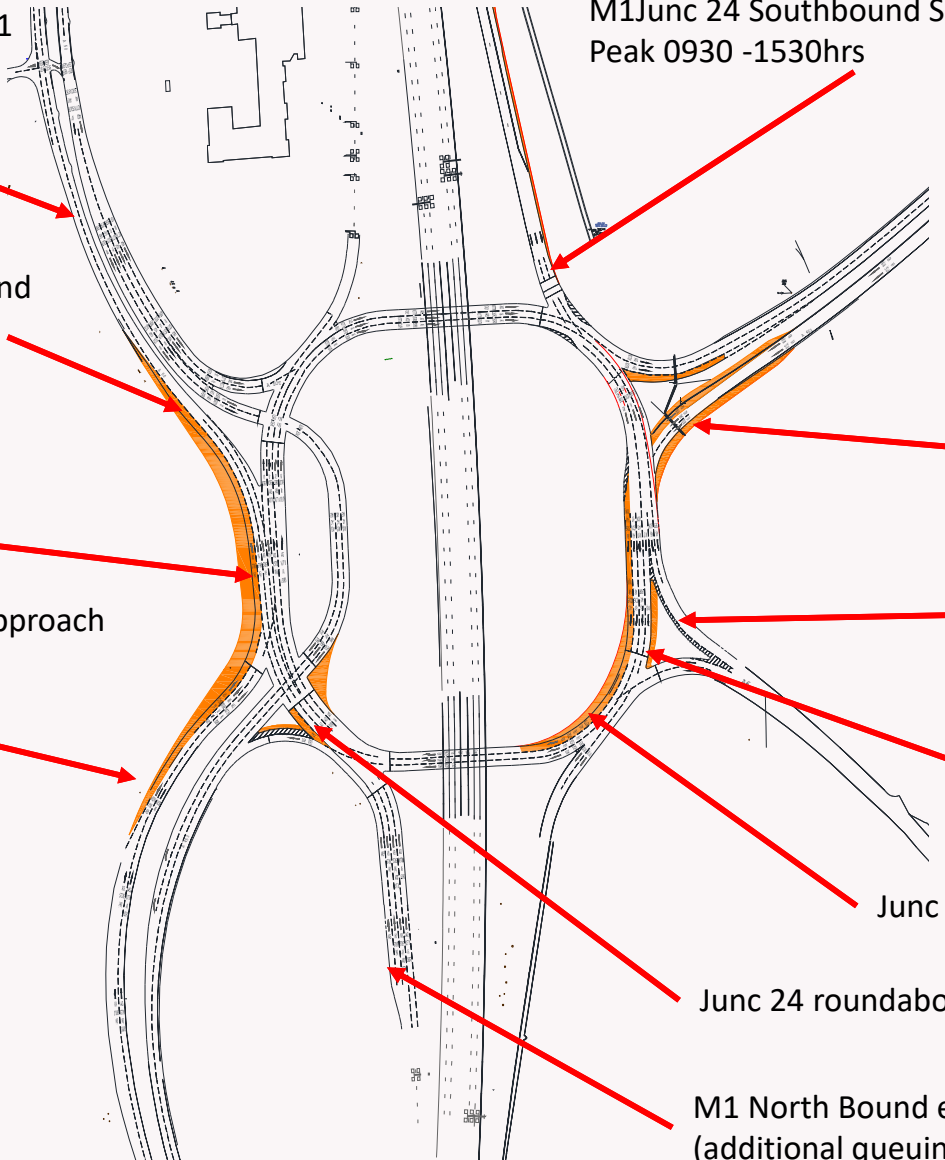 1
M1Junc 24 Southbound S
Peak 0930 -1530hrs
nd
pproach
Junc
Junc 24 roundabo
M1 North Bound e
(additional queuin